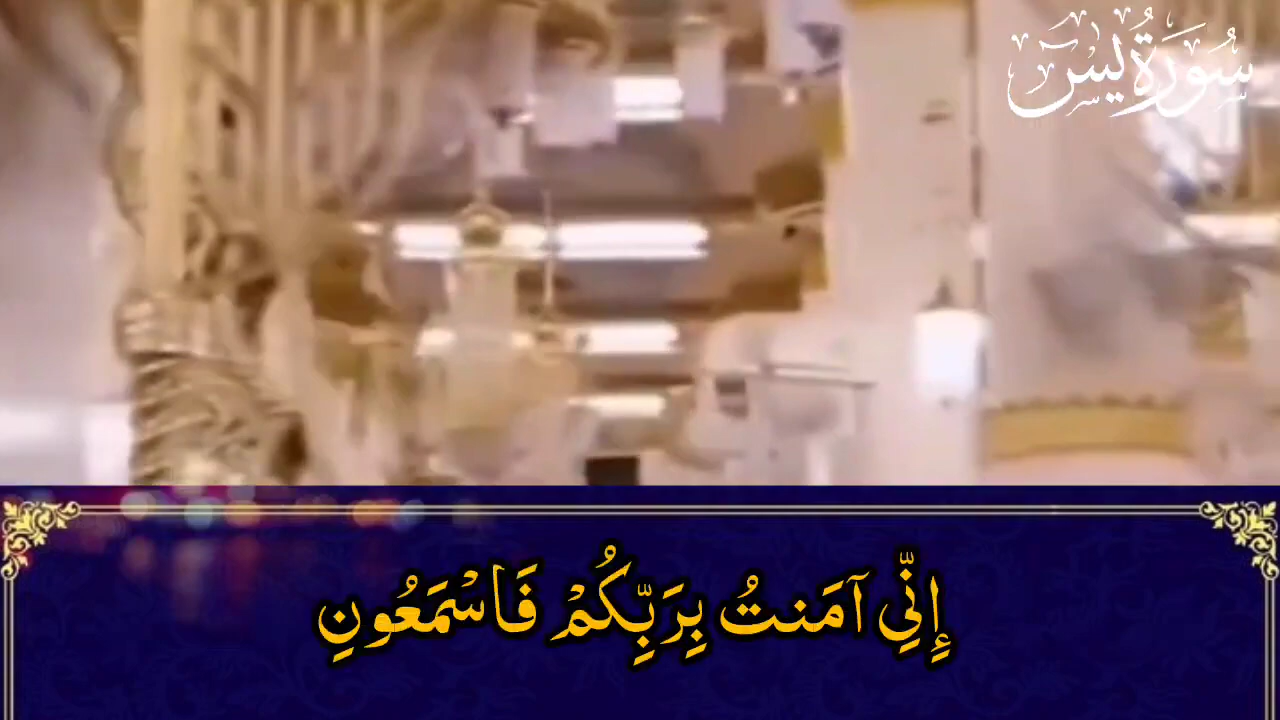 سُورَةُ يس
إِنِّي آمَنتُ بِرَبِّكُمْ فَاسْمَعُونِ